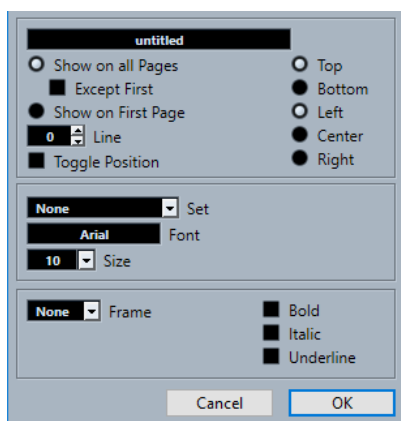 untitled
Show on all Pages Top
Except First Bottom
Show on First Page Left
0 Line Center
Toggle Position Right
None Set
Arial Font
10 Size
None Frame Bold
Italic
Underline
Cancel OK